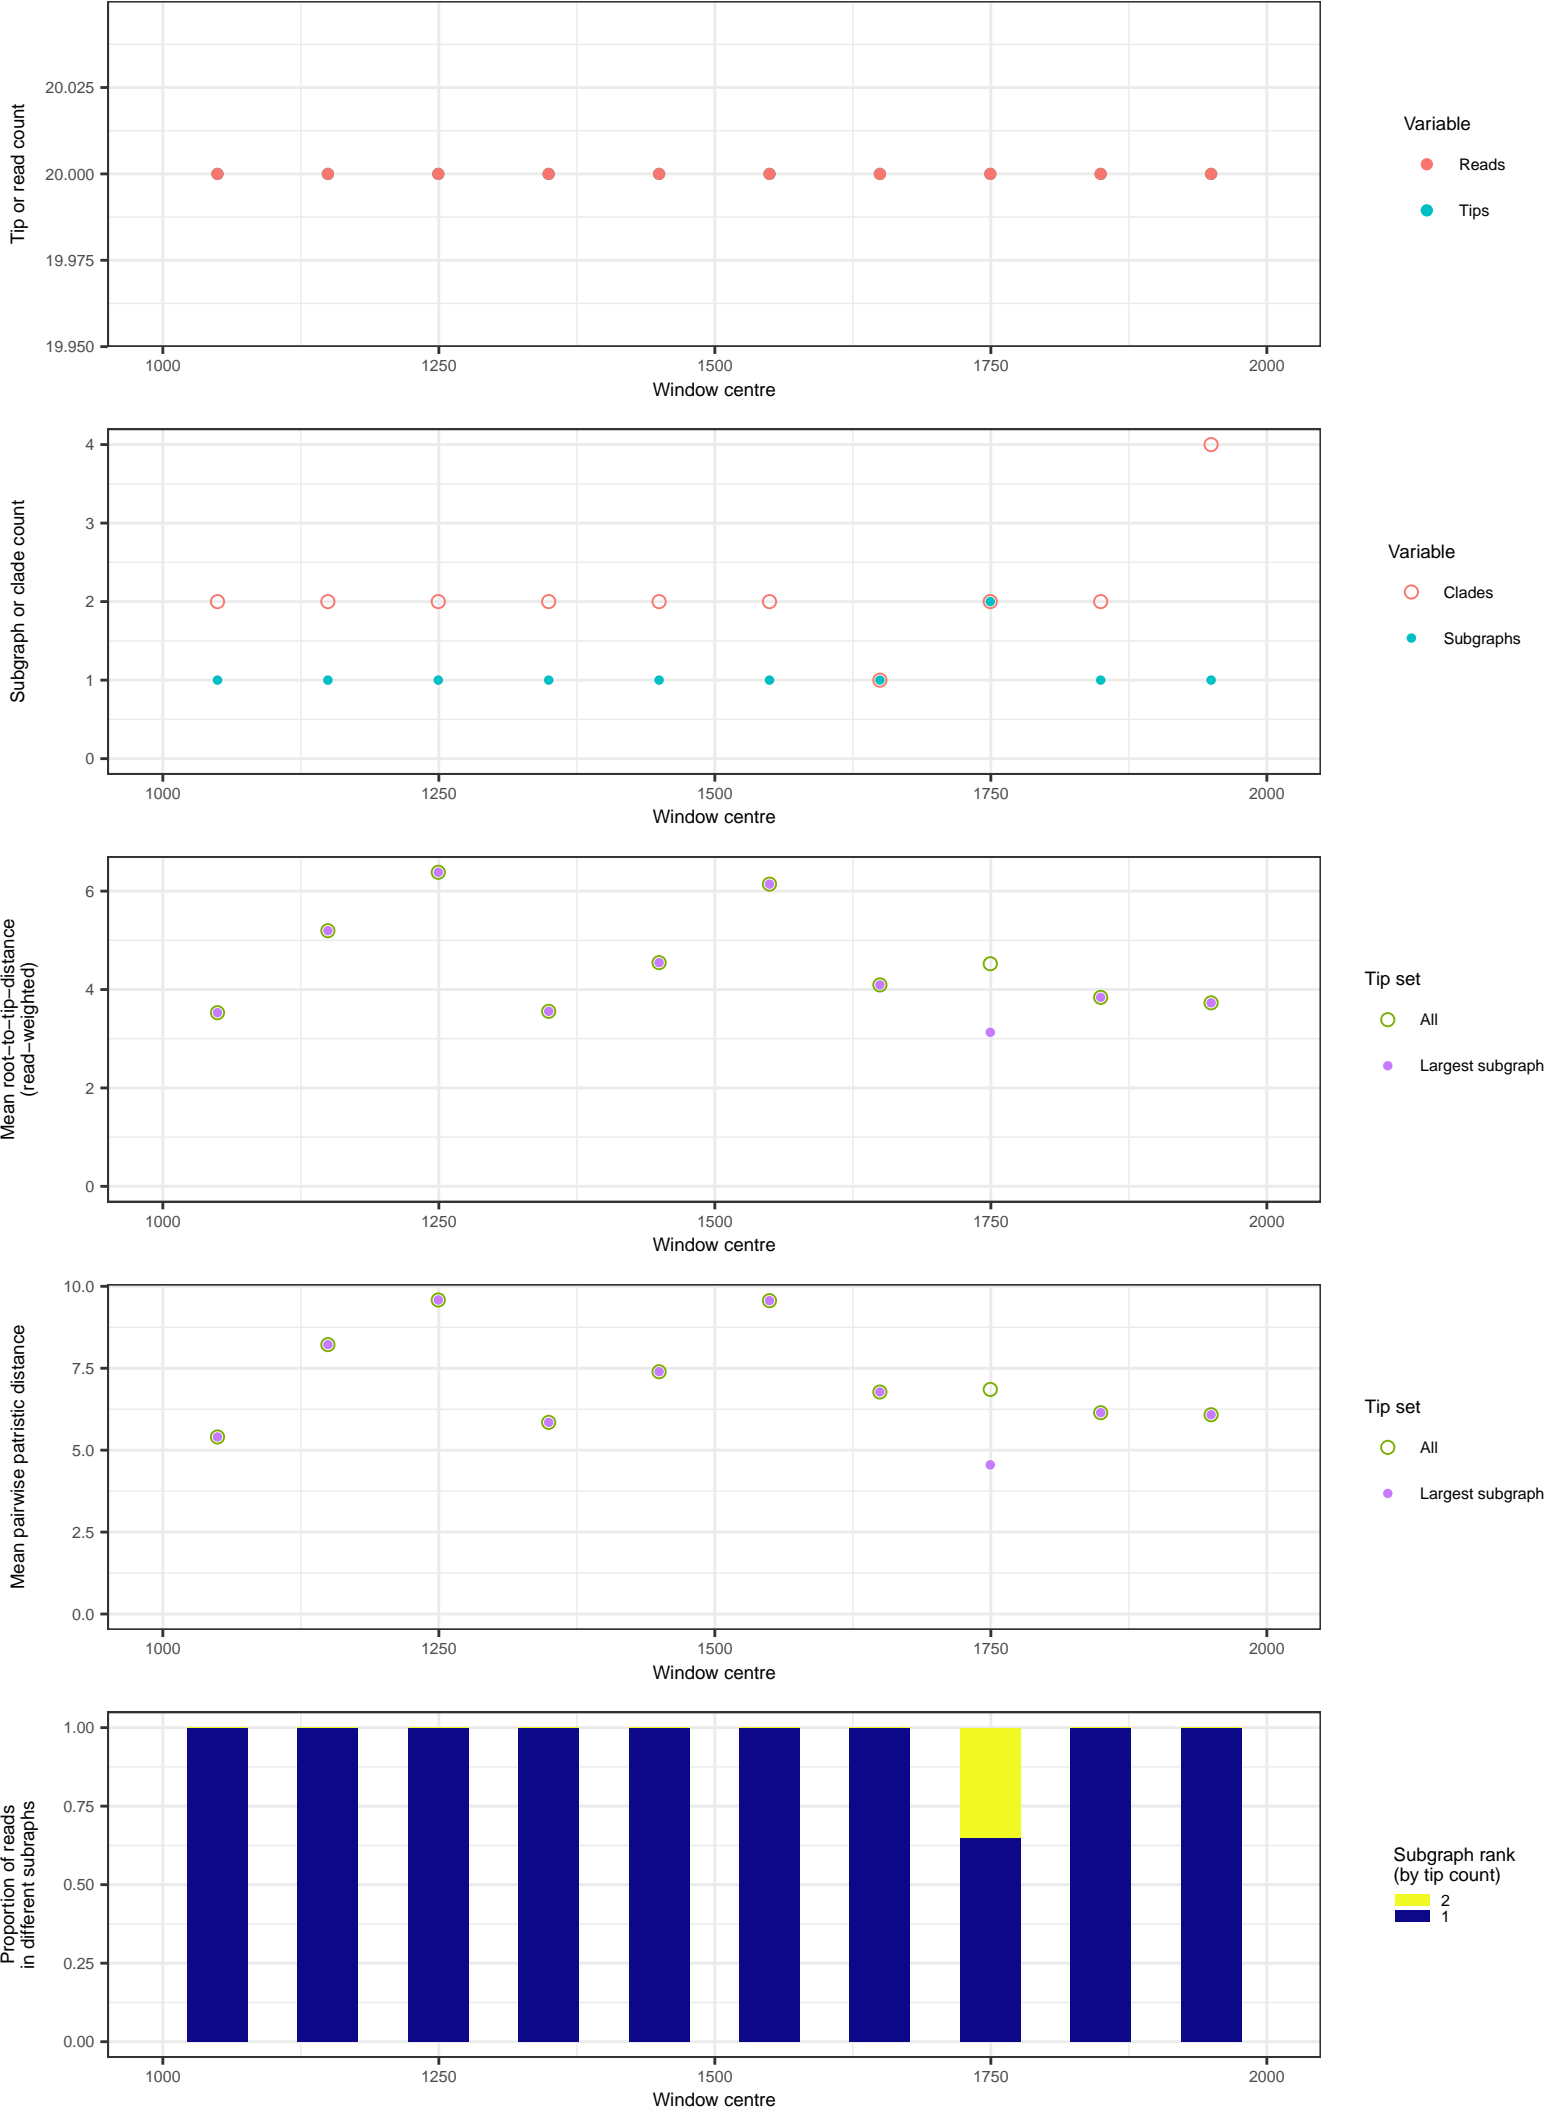 20.025
20.000
19.975
19.950
Tip or read count
1000 1250 1500 1750 2000
Window centre
Variable
Reads
Tips
4
3
2
1
0
Subgraph or clade count
1000 1250 1500 1750 2000
Window centre
Variable
Clades
Subgraphs
6
4
2
0
Mean root−to−tip−distance
(read−weighted)
1000 1250 1500 1750 2000
Window centre
Tip set
All
Largest subgraph
10.0
7.5
5.0
2.5
0.0
Mean pairwise patristic distance
1000 1250 1500 1750 2000
Window centre
Tip set
All
Largest subgraph
1.00
0.75
0.50
0.25
0.00
Proportion of reads
in different subraphs
1000 1250 1500 1750 2000
Window centre
Subgraph rank
(by tip count)
2
1